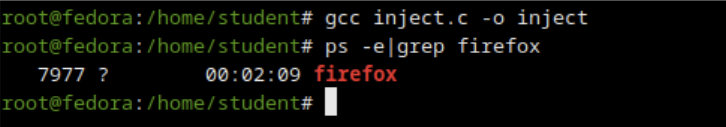 root@fedora:/home/student# gcc inject.c -o inject
root@fedora:/home/student# ps -e|grep firefox
7977 ? 00:02:09 firefox
root@fedora:/home/student#